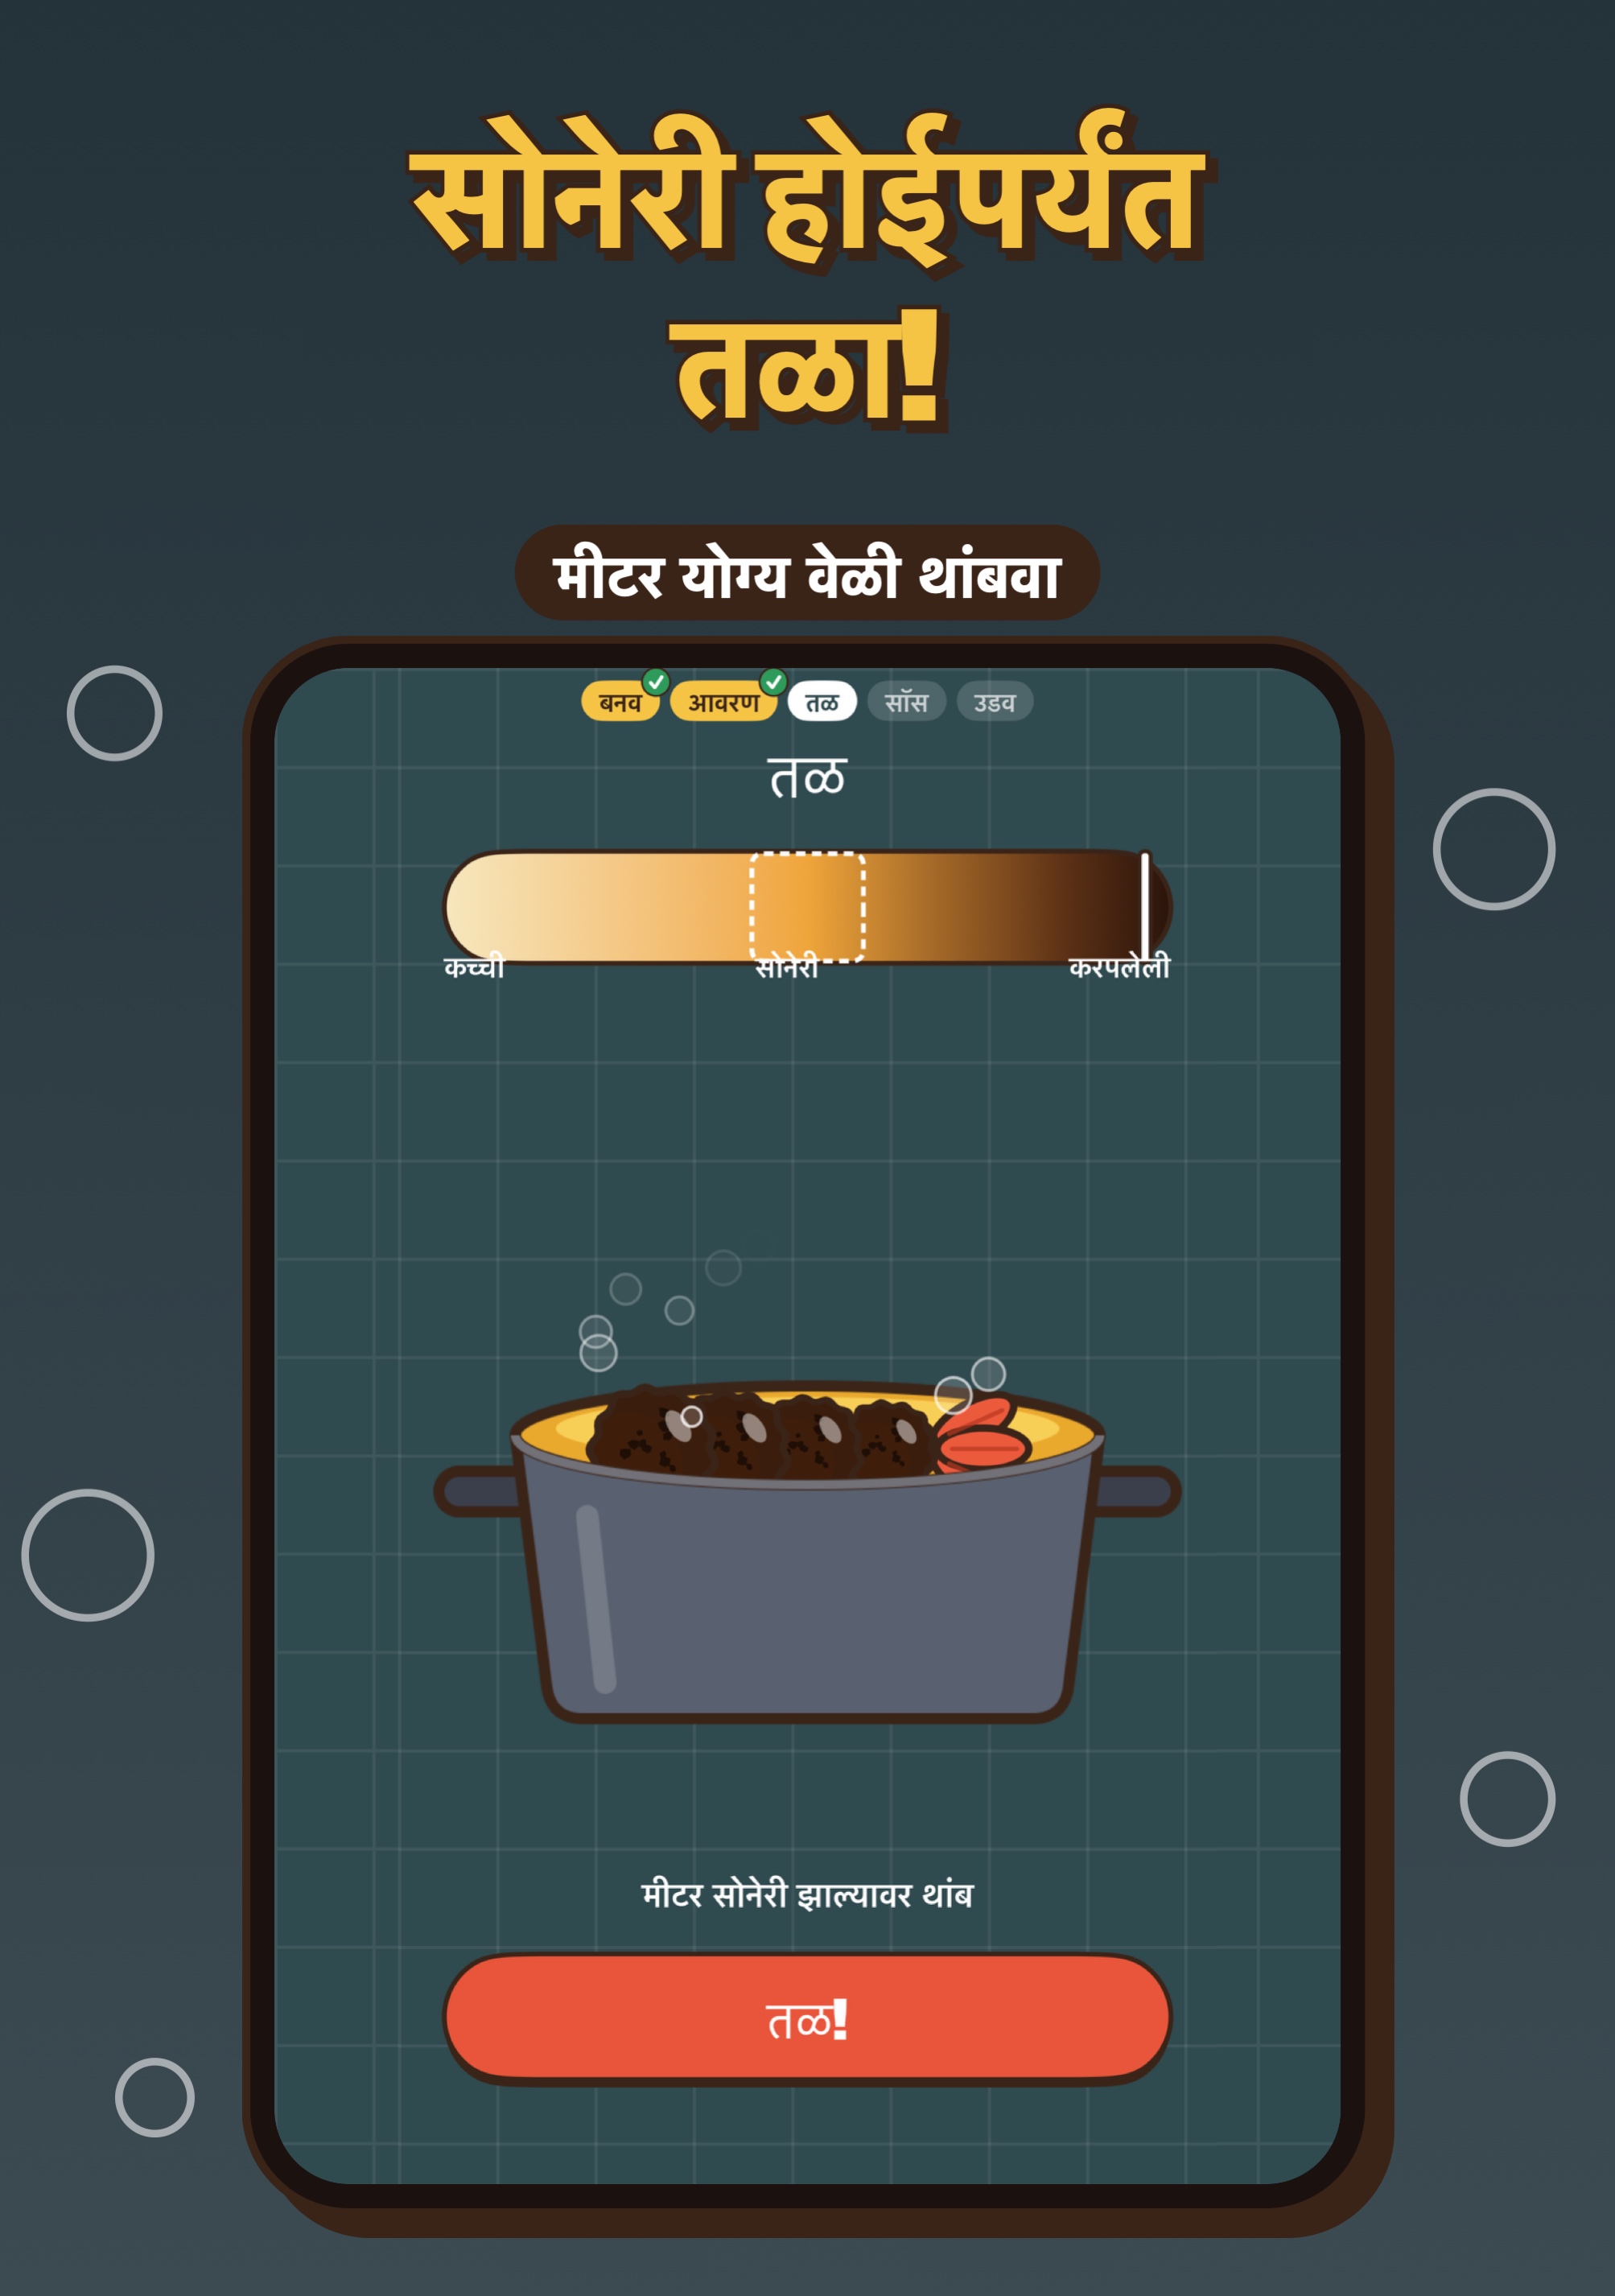 सोनेरी होईपर्यंत
तळा!
मीटर योग्य वेळी थांबवा
बनव आवरण तळ सॉस उडव
तळ
कच्ची सोनेरी करपलेली
मीटर सोनेरी झाल्यावर थांब
तळ!